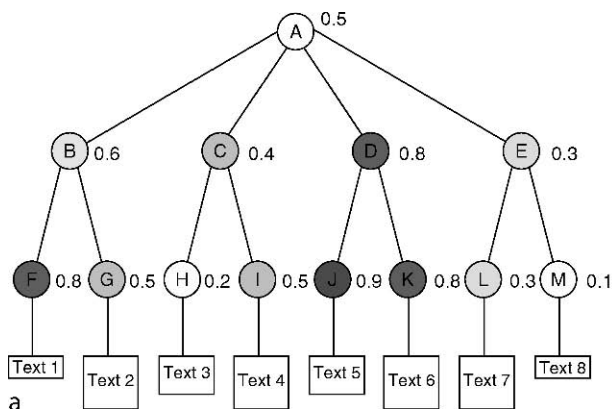 A 0.5
B 0.6 C 0.4 D 0.8 E 0.3
F 0.8 G 0.5 H 0.2 I 0.5 J 0.9 K 0.8 L 0.3 M 0.1
Text 1 Text 2 Text 3 Text 4 Text 5 Text 6 Text 7 Text 8
a